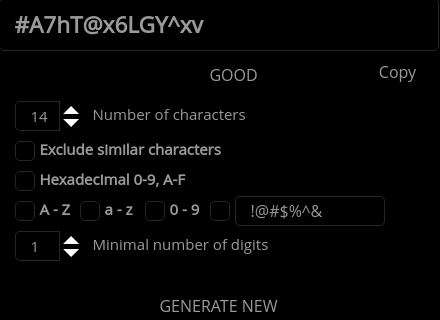 #A7hT@x6LGY^xv
GOOD
Copy
14 Number of characters
Exclude similar characters
Hexadecimal 0-9, A-F
A - Z a - z 0 - 9 !@#$%^&
1 Minimal number of digits
GENERATE NEW